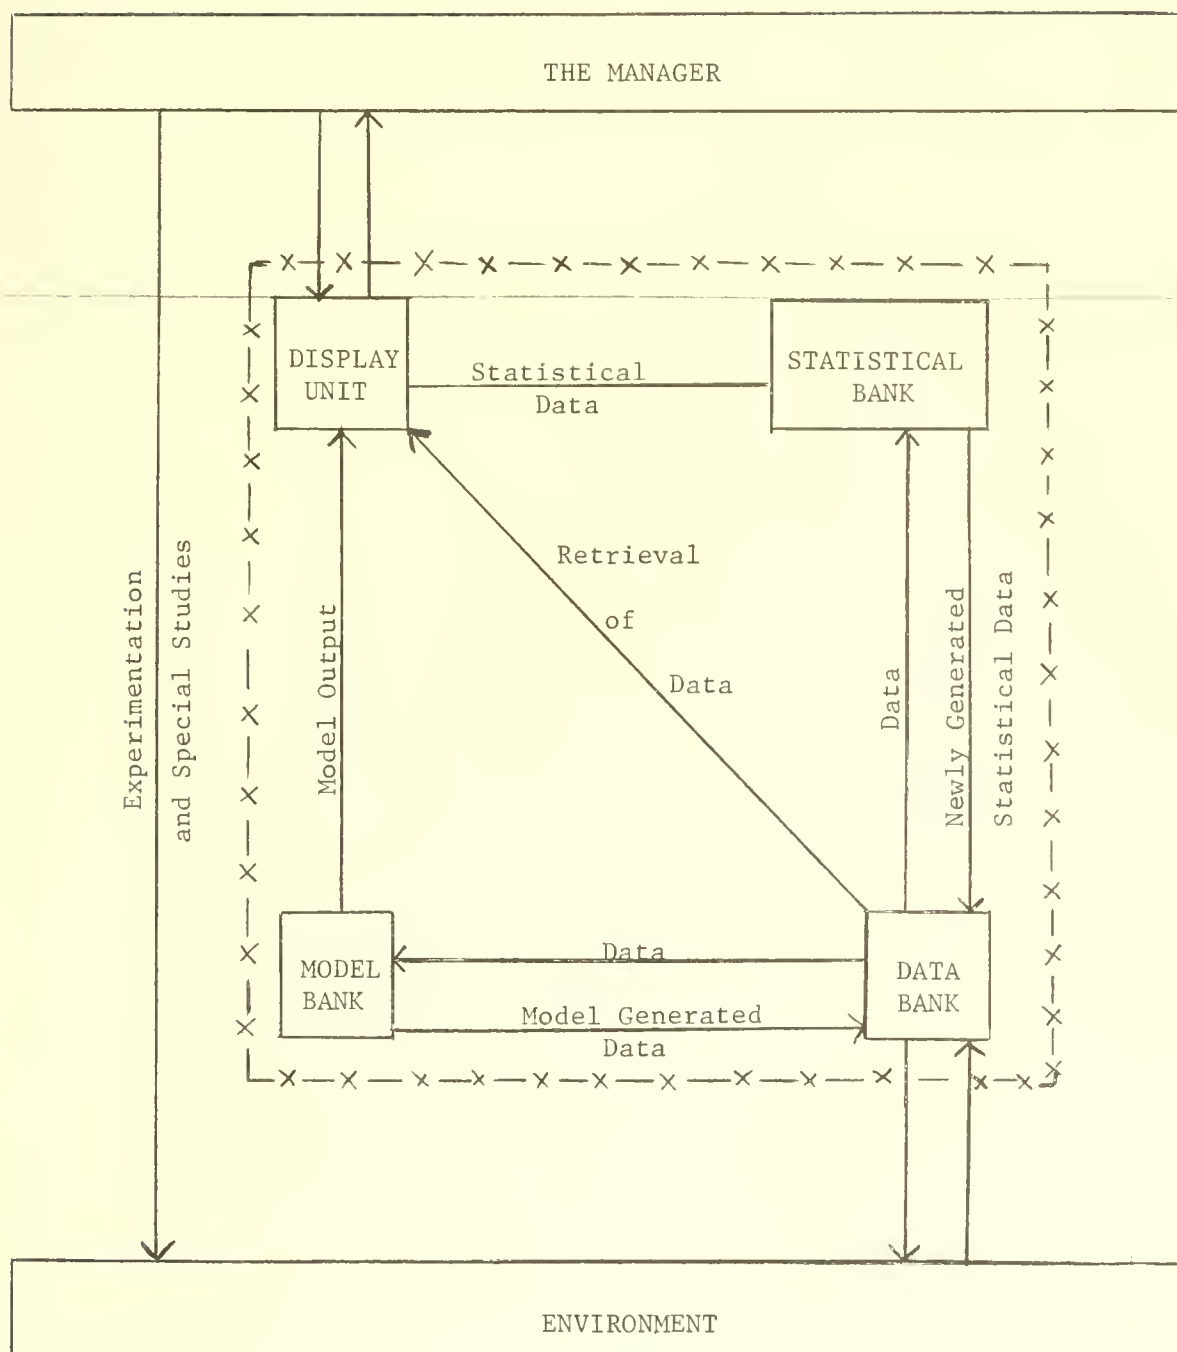 THE MANAGER
DISPLAY
UNIT
Statistical
Data
STATISTICAL
BANK
Experimentation
and Special Studies
Model Output
Retrieval
of
Data
Data
Newly Generated
Statistical Data
MODEL
BANK
Data
Model Generated
Data
DATA
BANK
ENVIRONMENT